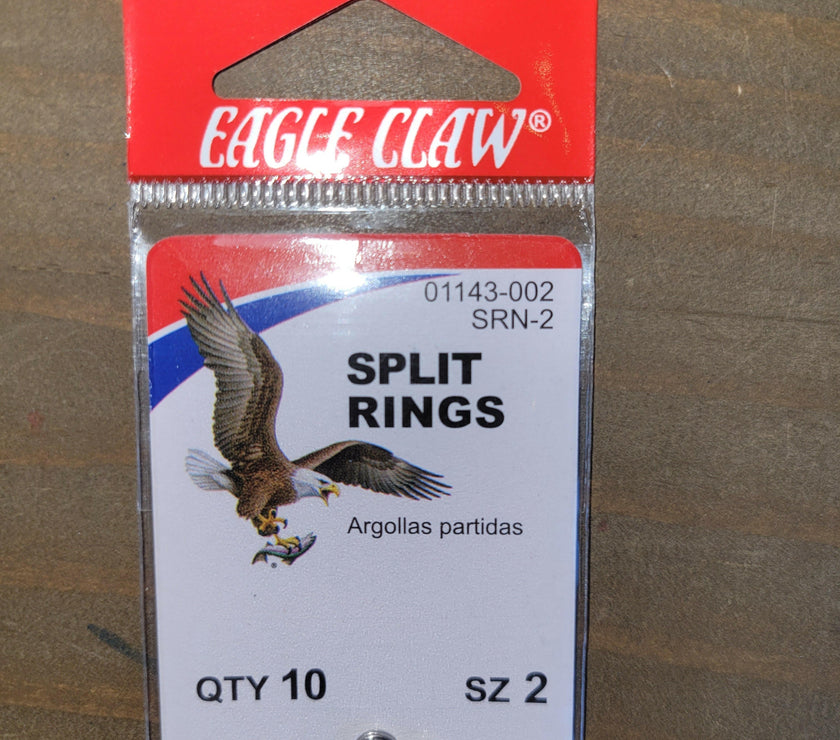 EAGLE CLAW®
01143-002
SRN-2
SPLIT
RINGS
Argollas partidas
®
QTY 10
SZ 2